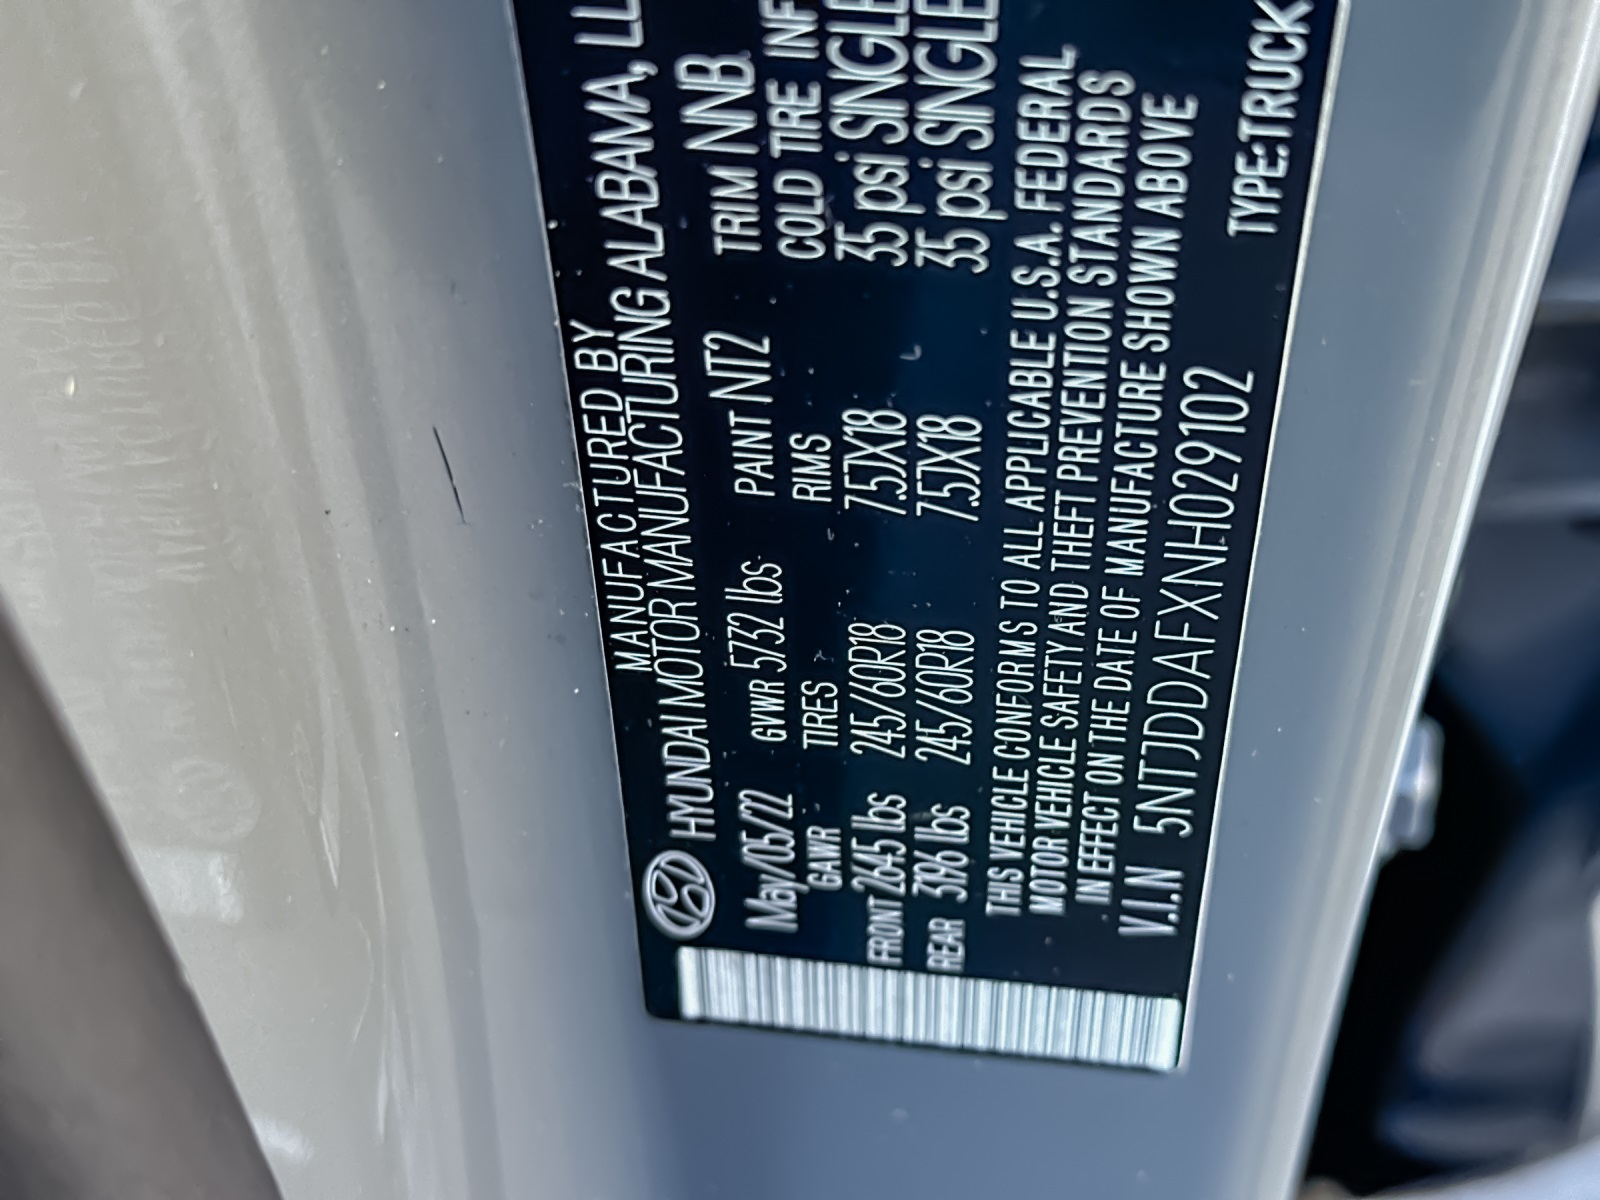 MANUFACTURED BY
HYUNDAI MOTOR MANUFACTURING ALABAMA, LL
May/05/22 GVWR 5732 lbs PAINT NT2 TRIM NNB
GAWR TIRES RIMS COLD TIRE INF
FRONT 2645 lbs 245/60R18 7.5JX18 35 psi SINGLE
REAR 3196 lbs 245/60R18 7.5JX18 35 psi SINGLE
THIS VEHICLE CONFORMS TO ALL APPLICABLE U.S.A. FEDERAL
MOTOR VEHICLE SAFETY AND THEFT PREVENTION STANDARDS
IN EFFECT ON THE DATE OF MANUFACTURE SHOWN ABOVE
V.I.N 5NTJDDAFXNH029102 TYPE:TRUCK